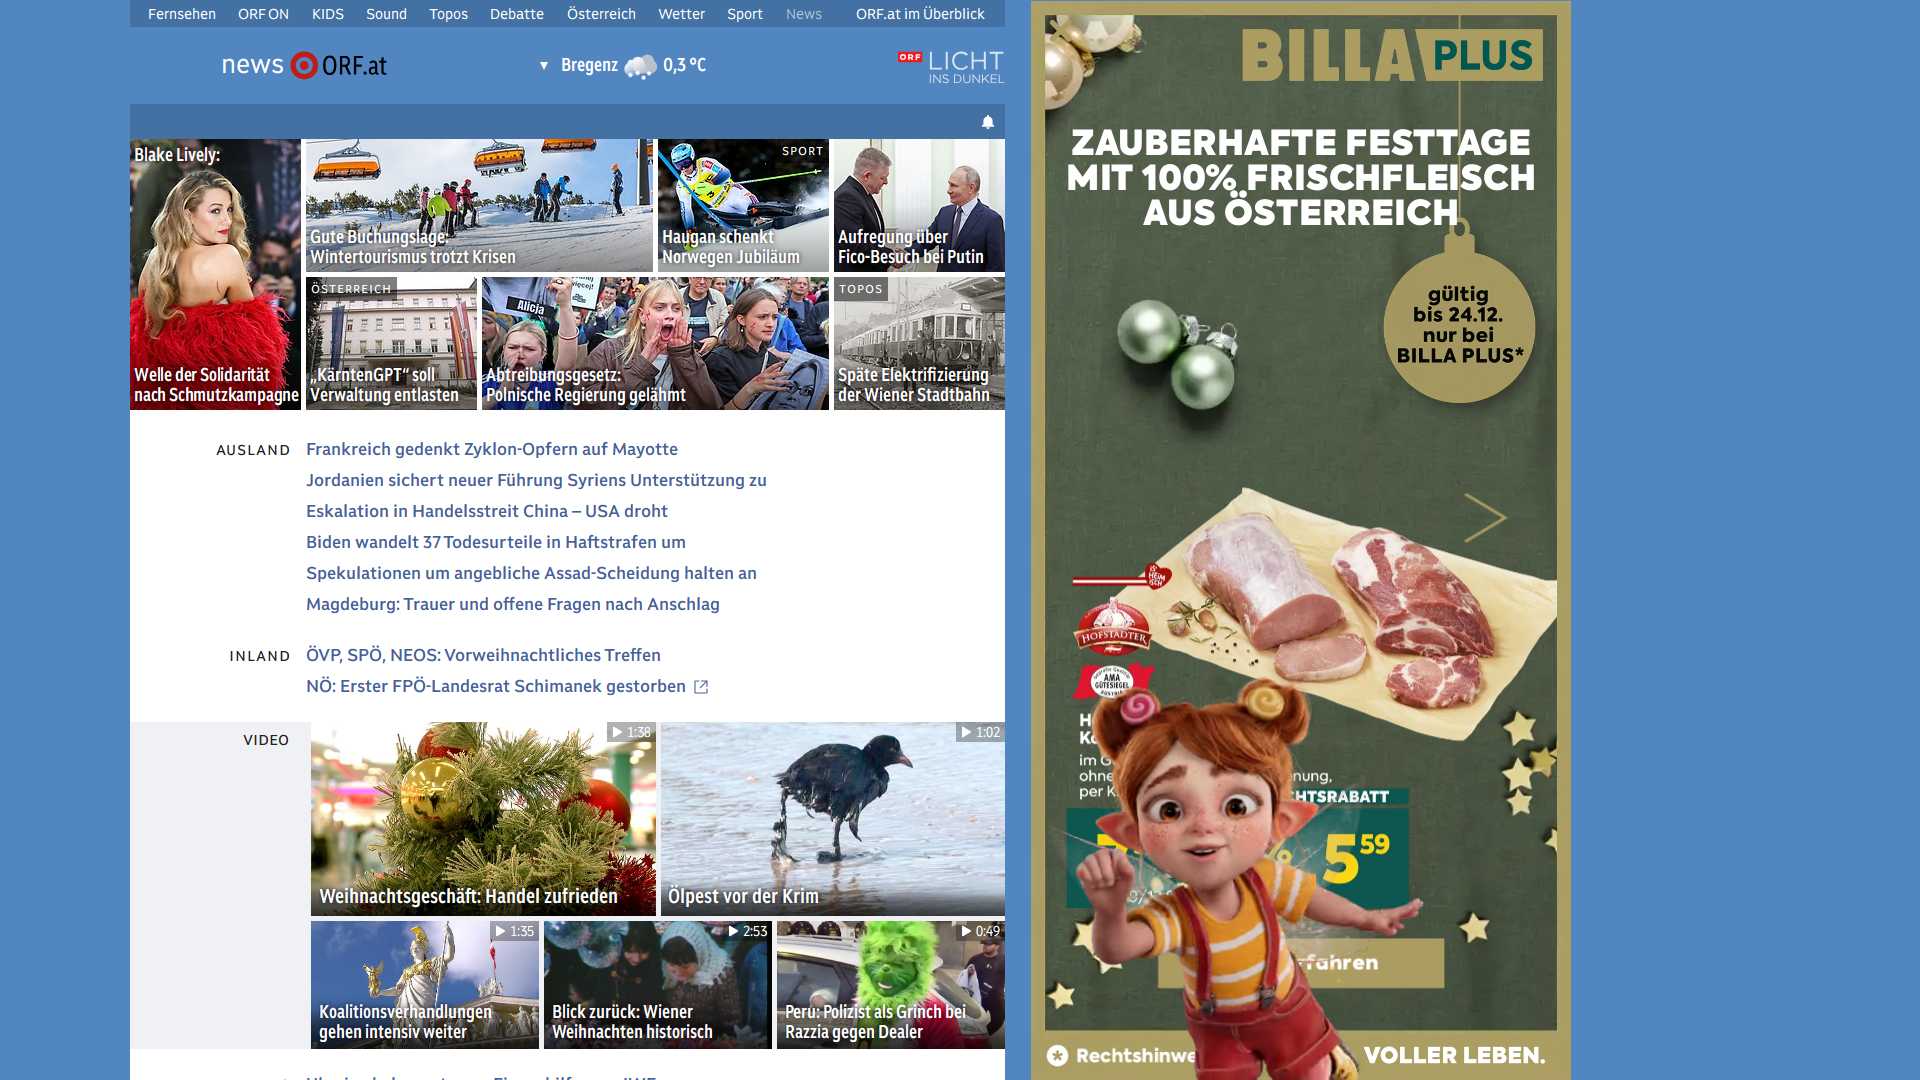 Fernsehen ORF ON KIDS Sound Topos Debatte Österreich Wetter Sport News ORF.at im Überblick
news ORF.at
Bregenz 0,3 °C
ORF LICHT
INS DUNKEL
Blake Lively:
Welle der Solidarität
nach Schmutzkampagne
Gute Buchungslage:
Wintertourismus trotzt Krisen
SPORT
Haugan schenkt
Norwegen Jubiläum
Aufregung über
Fico-Besuch bei Putin
ÖSTERREICH
„KärntenGPT“ soll
Verwaltung entlasten
Alicja
więcej!
Abtreibungsgesetz:
Polnische Regierung gelähmt
TOPOS
Späte Elektrifizierung
der Wiener Stadtbahn
AUSLAND
Frankreich gedenkt Zyklon-Opfern auf Mayotte
Jordanien sichert neuer Führung Syriens Unterstützung zu
Eskalation in Handelsstreit China – USA droht
Biden wandelt 37 Todesurteile in Haftstrafen um
Spekulationen um angebliche Assad-Scheidung halten an
Magdeburg: Trauer und offene Fragen nach Anschlag
INLAND
ÖVP, SPÖ, NEOS: Vorweihnachtliches Treffen
NÖ: Erster FPÖ-Landesrat Schimanek gestorben
VIDEO
1:38
Weihnachtsgeschäft: Handel zufrieden
1:02
Ölpest vor der Krim
1:35
Koalitionsverhandlungen
gehen intensiv weiter
2:53
Blick zurück: Wiener
Weihnachten historisch
0:49
Peru: Polizist als Grinch bei
Razzia gegen Dealer
BILLA PLUS
ZAUBERHAFTE FESTTAGE
MIT 100% FRISCHFLEISCH
AUS ÖSTERREICH
gültig
bis 24.12.
nur bei
BILLA PLUS*
IS' HEIM ISCH
HOFSTÄDTER
AMA
GÜTESIEGEL
AUSTRIA
H
Ko
im G
ohne nung,
per K
HTSRABATT
5 59
fahren
Rechtshinwe
VOLLER LEBEN.